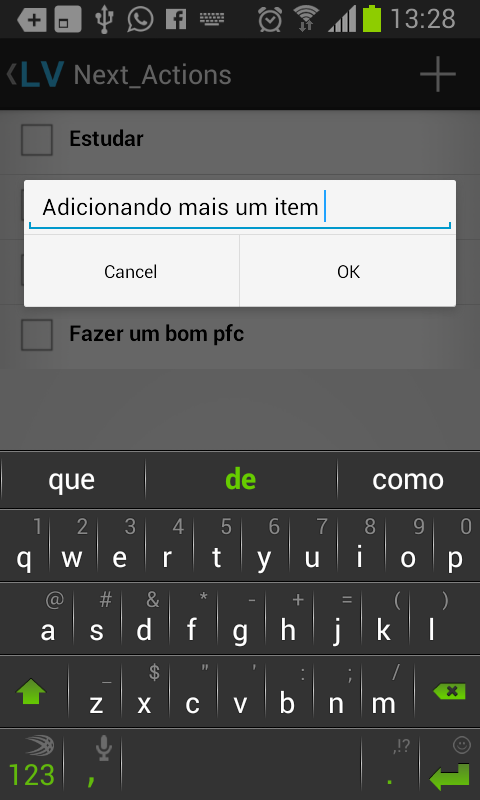 13:28
LV Next_Actions
Estudar
Adicionando mais um item
Cancel OK
Fazer um bom pfc
que de como
1 2 3 4 5 6 7 8 9 0
q w e r t y u i o p
@ # & * - + = ( )
a s d f g h j k l
_ $ " ' : ; /
z x c v b n m
,!?
123 , .